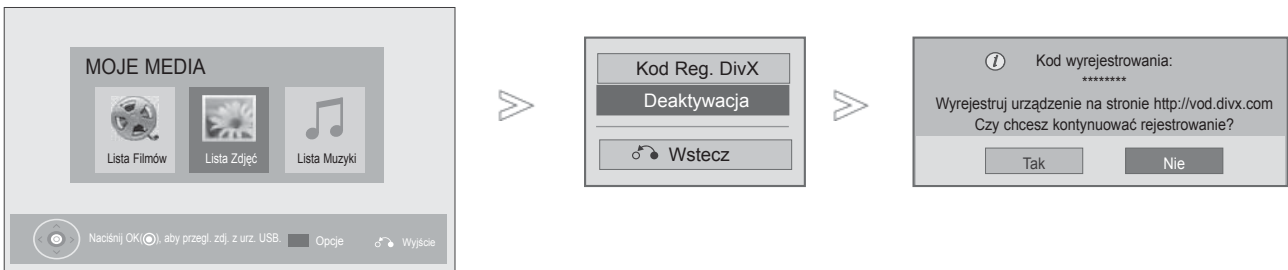 MOJE MEDIA
Lista Filmów
Lista Zdjęć
Lista Muzyki
Naciśnij OK(◉), aby przegl. zdj. z urz. USB.
Opcje
Wyjście
Kod Reg. DivX
Deaktywacja
Wstecz
Kod wyrejestrowania:
********
Wyrejestruj urządzenie na stronie http://vod.divx.com
Czy chcesz kontynuować rejestrowanie?
Tak
Nie